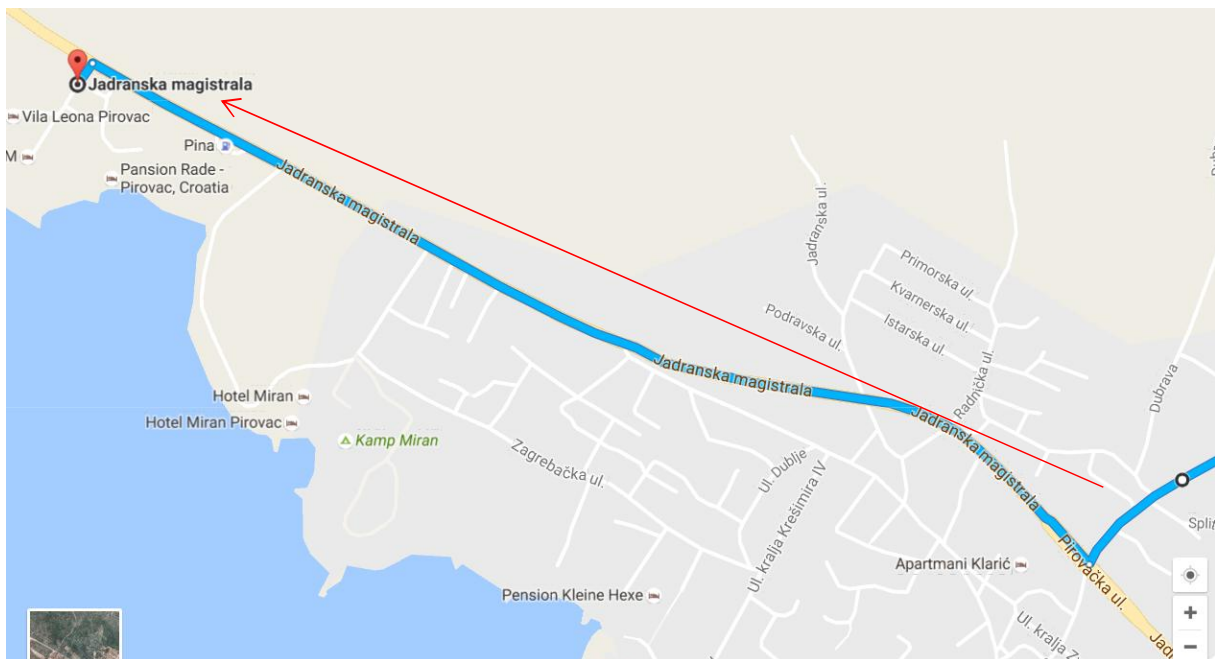 Jadranska magistrala
Vila Leona Pirovac
M
Pina
Pansion Rade -
Pirovac, Croatia
Jadranska magistrala
Jadranska ul.
Primorska ul.
Kvarnerska ul.
Istarska ul.
Podravska ul.
Radnička ul.
Dubrava
Jadranska magistrala
Jadranska magistrala
Hotel Miran
Hotel Miran Pirovac
Kamp Miran
Zagrebačka ul.
Ul. Dublje
Ul. kralja Krešimira IV
Split
Pirovačka ul.
Apartmani Klarić
Pension Kleine Hexe
Ul. kralja Z
Jad
+
−